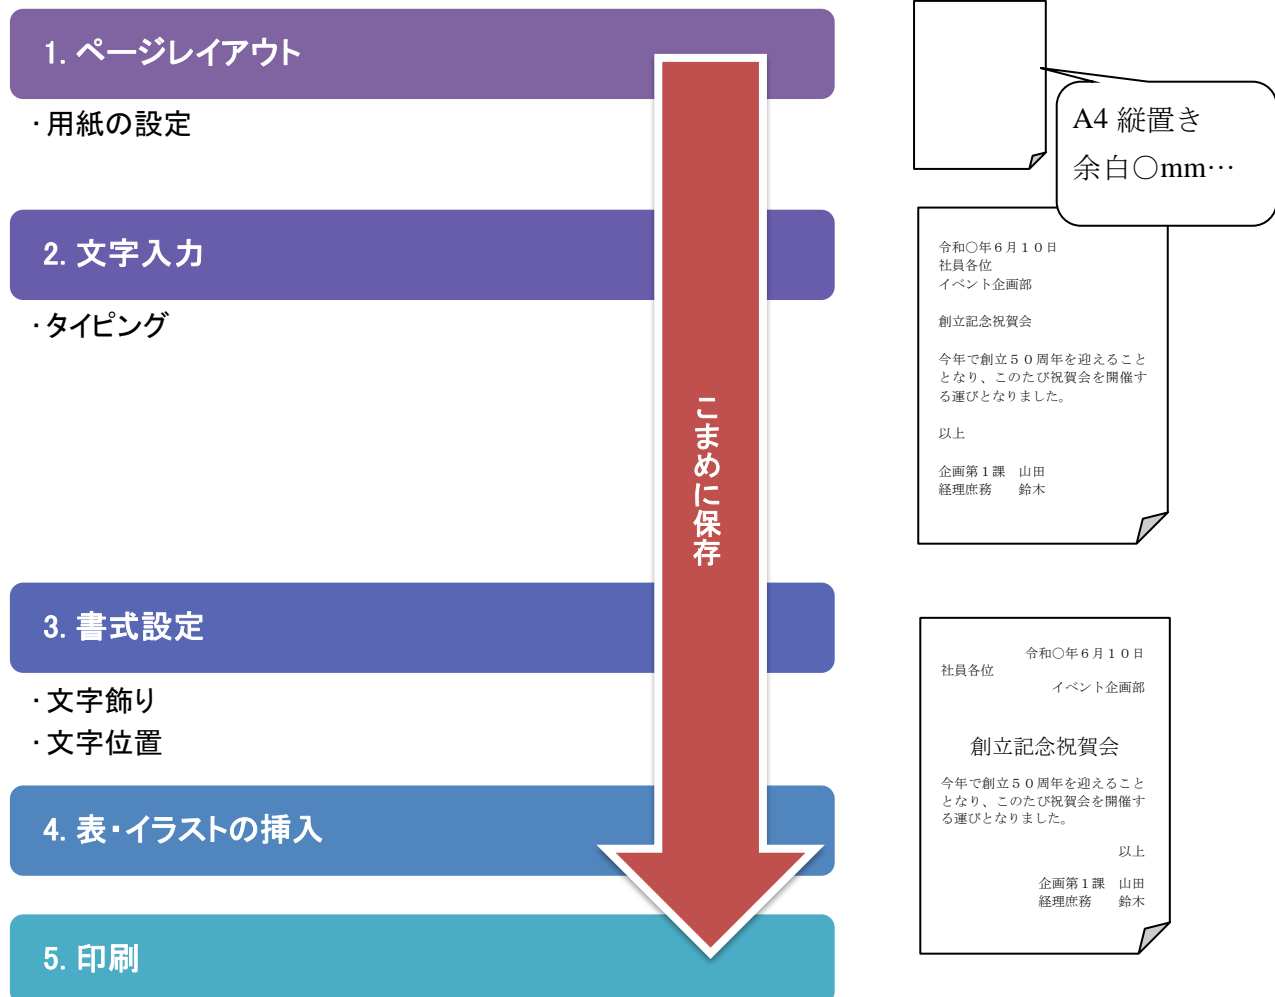 1. ページレイアウト
・用紙の設定
2. 文字入力
・タイピング
3. 書式設定
・文字飾り
・文字位置
4. 表・イラストの挿入
5. 印刷
こまめに保存
A4 縦置き
余白〇mm…
令和〇年６月１０日
社員各位
イベント企画部
創立記念祝賀会
今年で創立５０周年を迎えること
となり、このたび祝賀会を開催す
る運びとなりました。
以上
企画第１課　山田
経理庶務　　鈴木
令和〇年６月１０日
社員各位
イベント企画部
創立記念祝賀会
今年で創立５０周年を迎えること
となり、このたび祝賀会を開催す
る運びとなりました。
以上
企画第１課　山田
経理庶務　　鈴木